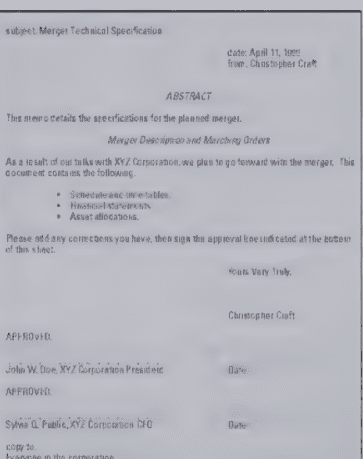 subject: Merger Technical Specification
date: April 11, 1999
from: Christopher Craft
ABSTRACT
This memo details the specifications for the planned merger.
Merger Description and Marching Orders
As a result of our talks with XYZ Corporation, we plan to go forward with the merger. This
document contains the following.
• Schedule and time tables.
• Financial statements
• Asset allocations.
Please add any corrections you have, then sign the approval line indicated at the bottom
of this sheet.
Yours Very Truly,
Christopher Craft
APPROVED:
John W. Doe, XYZ Corporation President
Date:
APPROVED:
Sylvia Q. Public, XYZ Corporation CFO
Date:
copy to:
Everyone in the corporation